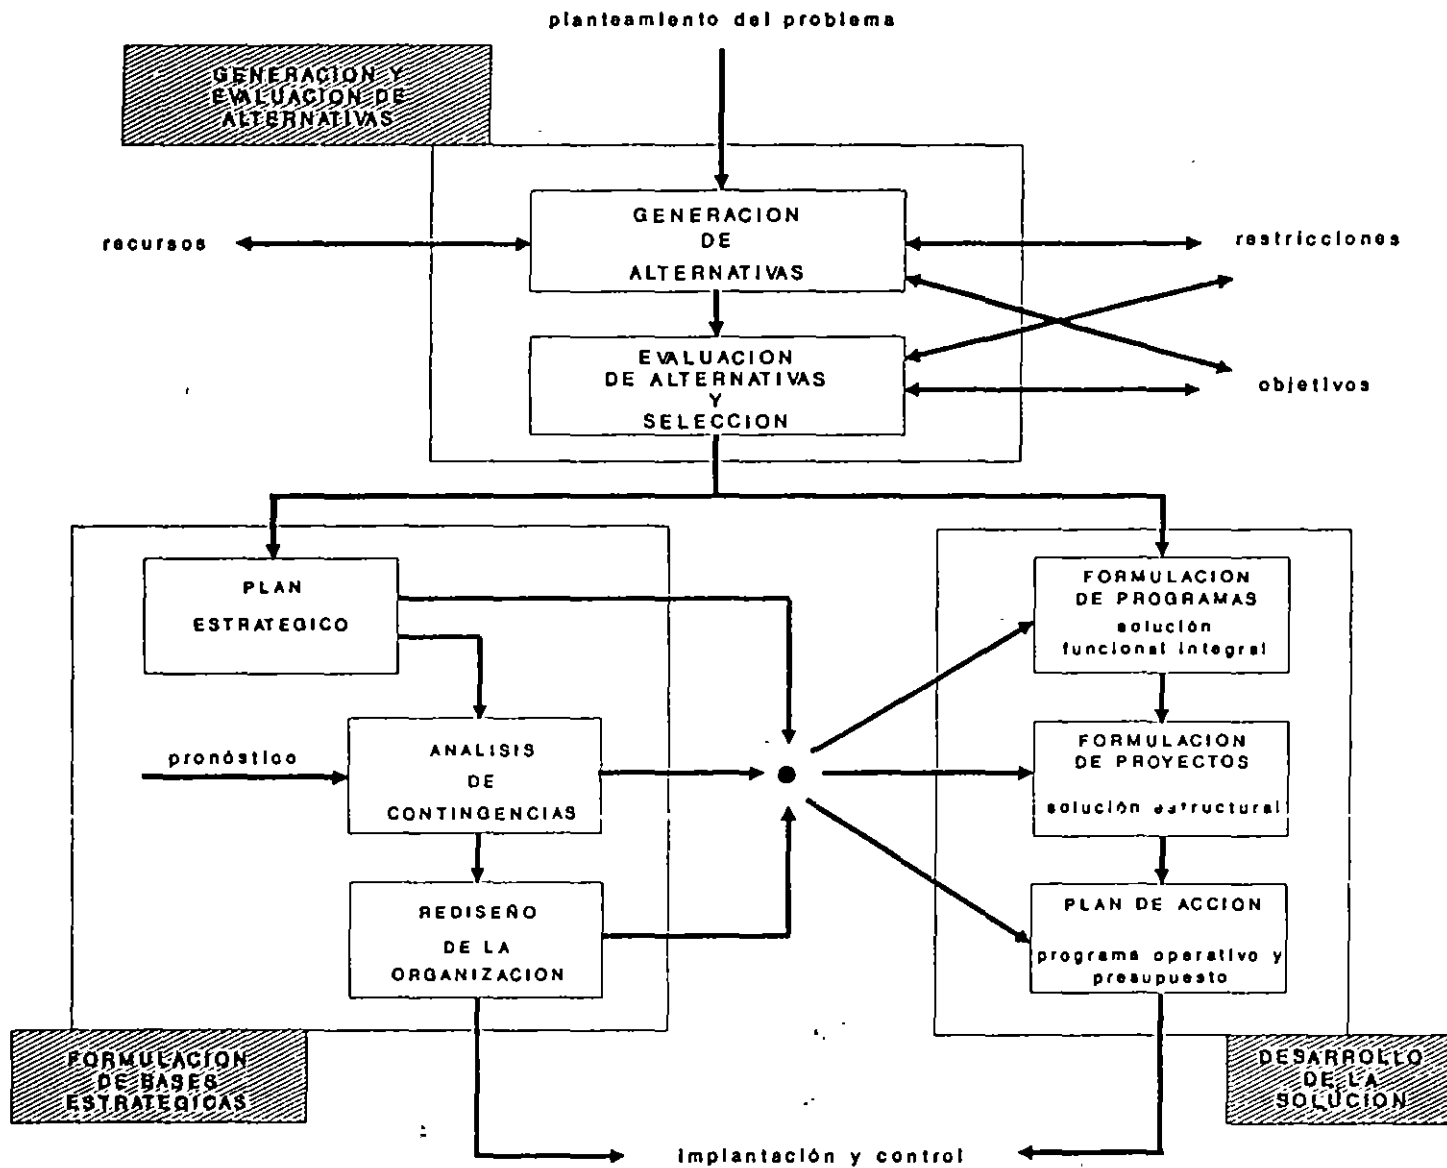 planteamiento del problema
GENERACION Y
EVALUACION DE
ALTERNATIVAS
GENERACION
DE
ALTERNATIVAS
recursos
restricciones
EVALUACION
DE ALTERNATIVAS
Y
SELECCION
objetivos
PLAN
ESTRATEGICO
pronóstico
ANALISIS
DE
CONTINGENCIAS
REDISEÑO
DE LA
ORGANIZACION
FORMULACION
DE PROGRAMAS
solución
funcional integral
FORMULACION
DE PROYECTOS
solución estructural
PLAN DE ACCION
programa operativo y
presupuesto
FORMULACION
DE BASES
ESTRATEGICAS
DESARROLLO
DE LA
SOLUCION
implantación y control